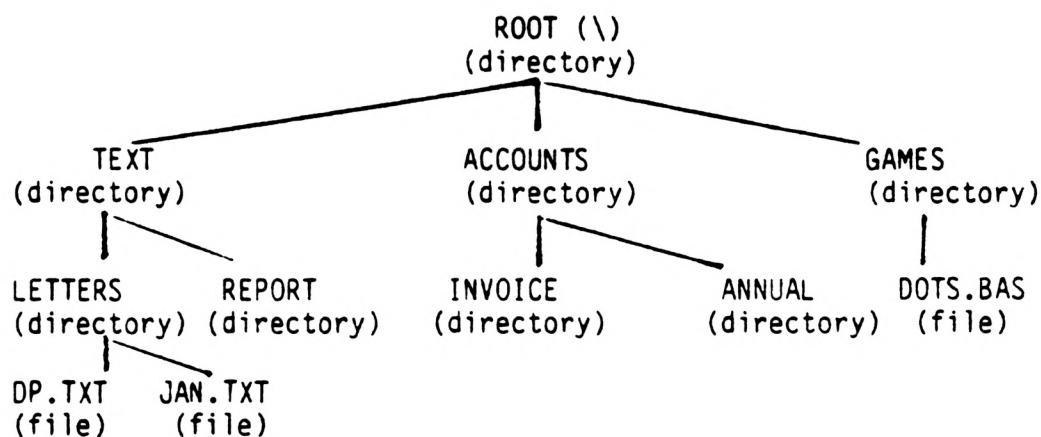 ROOT (\)
(directory)
TEXT ACCOUNTS GAMES
(directory) (directory) (directory)
LETTERS REPORT INVOICE ANNUAL DOTS.BAS
(directory) (directory) (directory) (directory) (file)
DP.TXT JAN.TXT
(file) (file)